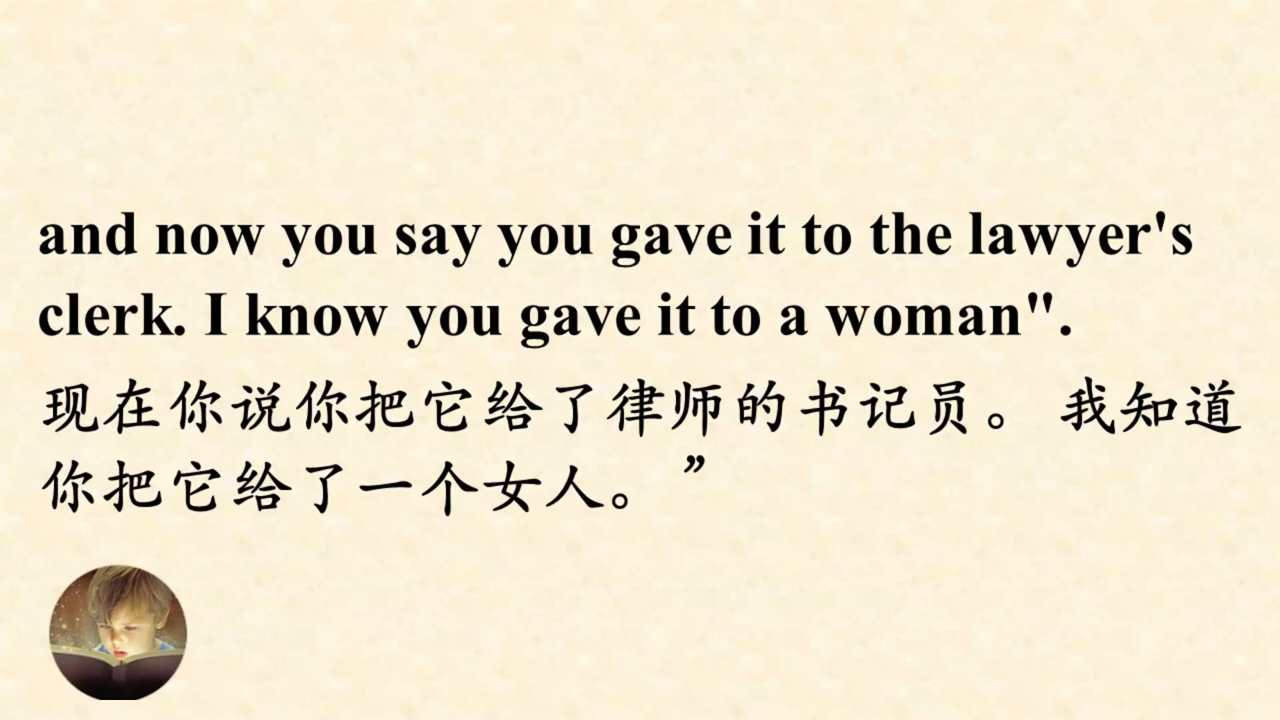 and now you say you gave it to the lawyer's
clerk. I know you gave it to a woman".
现在你说你把它给了律师的书记员。 我知道
你把它给了一个女人。”